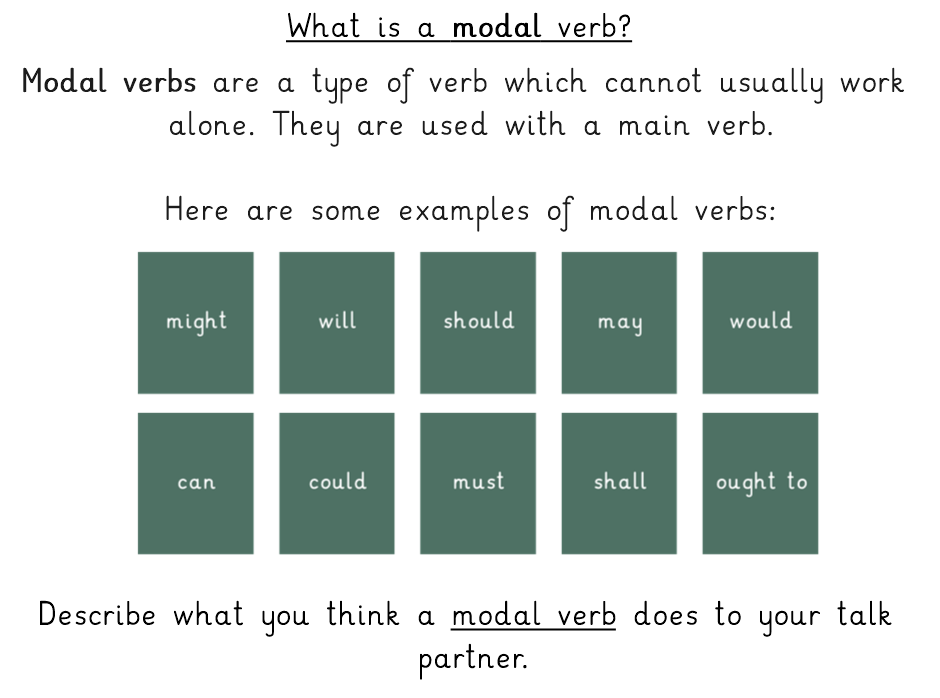 What is a modal verb?
Modal verbs are a type of verb which cannot usually work
alone. They are used with a main verb.
Here are some examples of modal verbs:
might will should may would
can could must shall ought to
Describe what you think a modal verb does to your talk
partner.